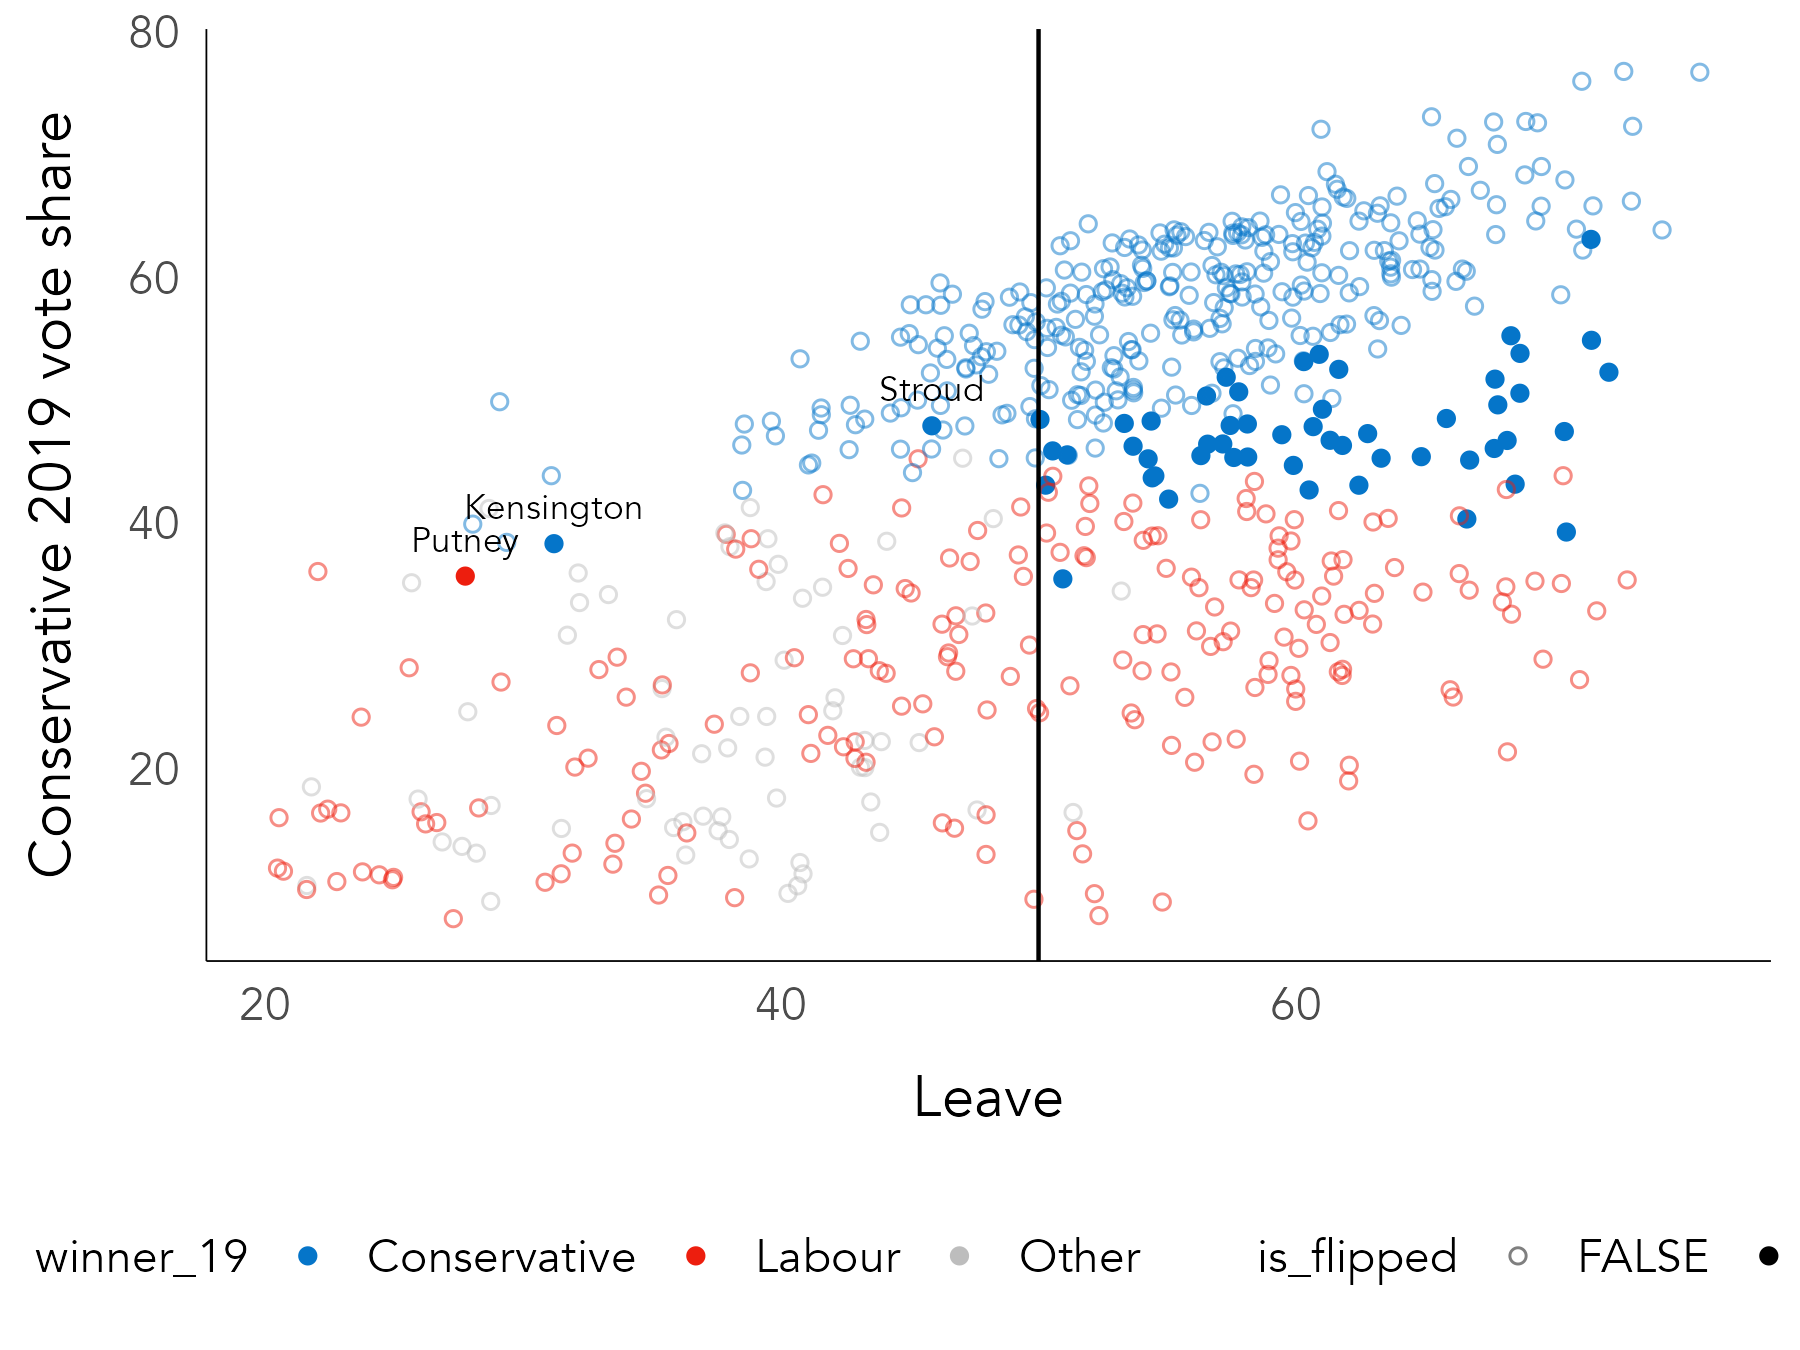 80
60
40
20
Conservative 2019 vote share
Stroud
Kensington
Putney
20 40 60
Leave
winner_19 Conservative Labour Other is_flipped FALSE